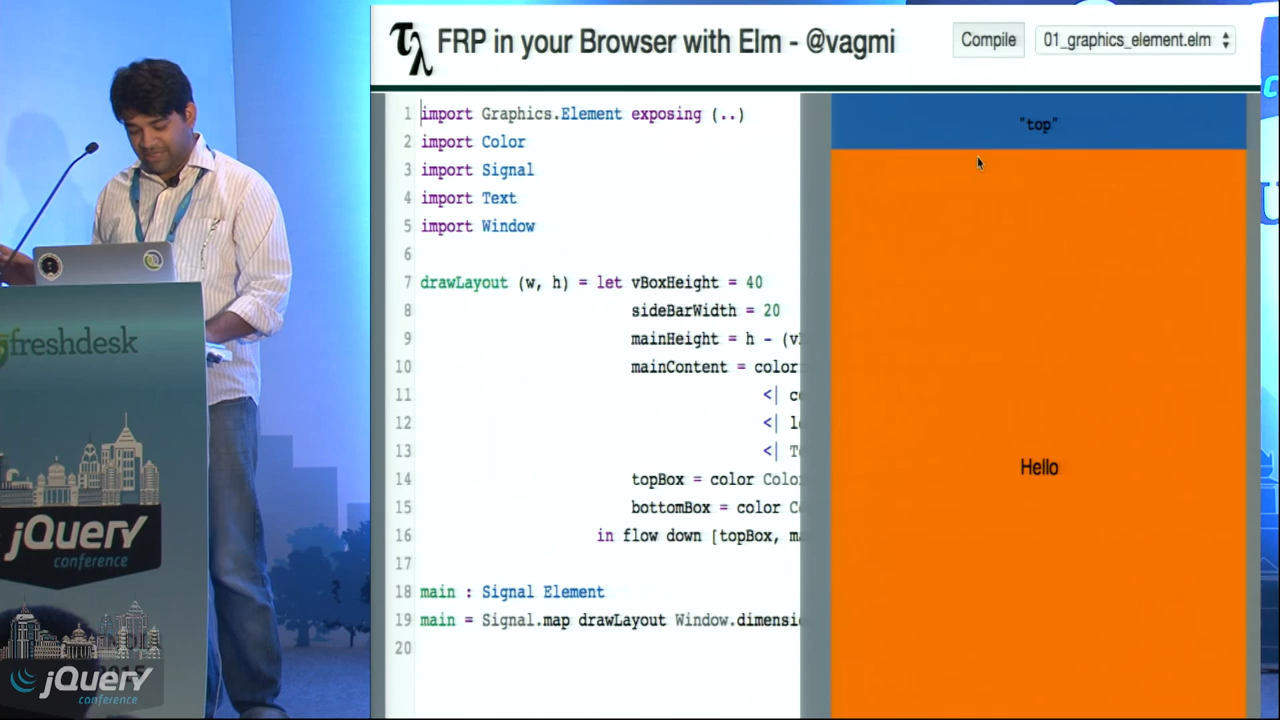 τλ FRP in your Browser with Elm - @vagmi
Compile
01_graphics_element.elm
1 import Graphics.Element exposing (..)
2 import Color
3 import Signal
4 import Text
5 import Window
6
7 drawLayout (w, h) = let vBoxHeight = 40
8 sideBarWidth = 20
9 mainHeight = h - (v
10 mainContent = color
11 <| c
12 <| l
13 <| T
14 topBox = color Colo
15 bottomBox = color C
16 in flow down [topBox, m
17
18 main : Signal Element
19 main = Signal.map drawLayout Window.dimensi
20
"top"
Hello
freshdesk
jQuery
conference
jQuery
conference